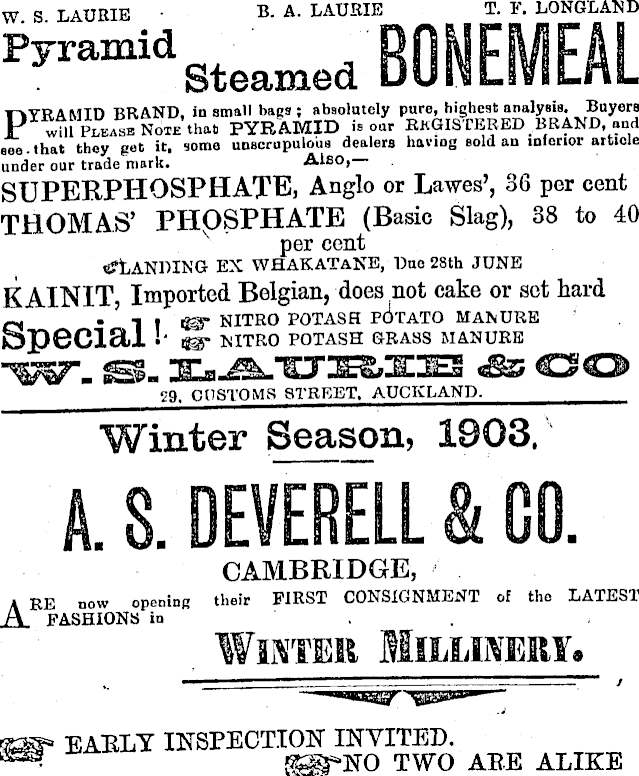 W. S. LAURIE B. A. LAURIE T. F. LONGLAND
Pyramid Steamed BONEMEAL
PYRAMID BRAND, in small bags; absolutely pure, highest analysis. Buyers
will PLEASE NOTE that PYRAMID is our REGISTERED BRAND, and
see that they get it, some unscrupulous dealers having sold an inferior article
under our trade mark. Also,—
SUPERPHOSPHATE, Anglo or Lawes', 36 per cent
THOMAS' PHOSPHATE (Basic Slag), 38 to 40
per cent
LANDING EX WHAKATANE, Due 28th JUNE
KAINIT, Imported Belgian, does not cake or set hard
Special! ☞ NITRO POTASH POTATO MANURE
☞ NITRO POTASH GRASS MANURE
W. S. LAURIE & CO
29, CUSTOMS STREET, AUCKLAND.
Winter Season, 1903.
A. S. DEVERELL & CO.
CAMBRIDGE,
ARE now opening their FIRST CONSIGNMENT of the LATEST
FASHIONS in
WINTER MILLINERY.
☞ EARLY INSPECTION INVITED.
☞ NO TWO ARE ALIKE